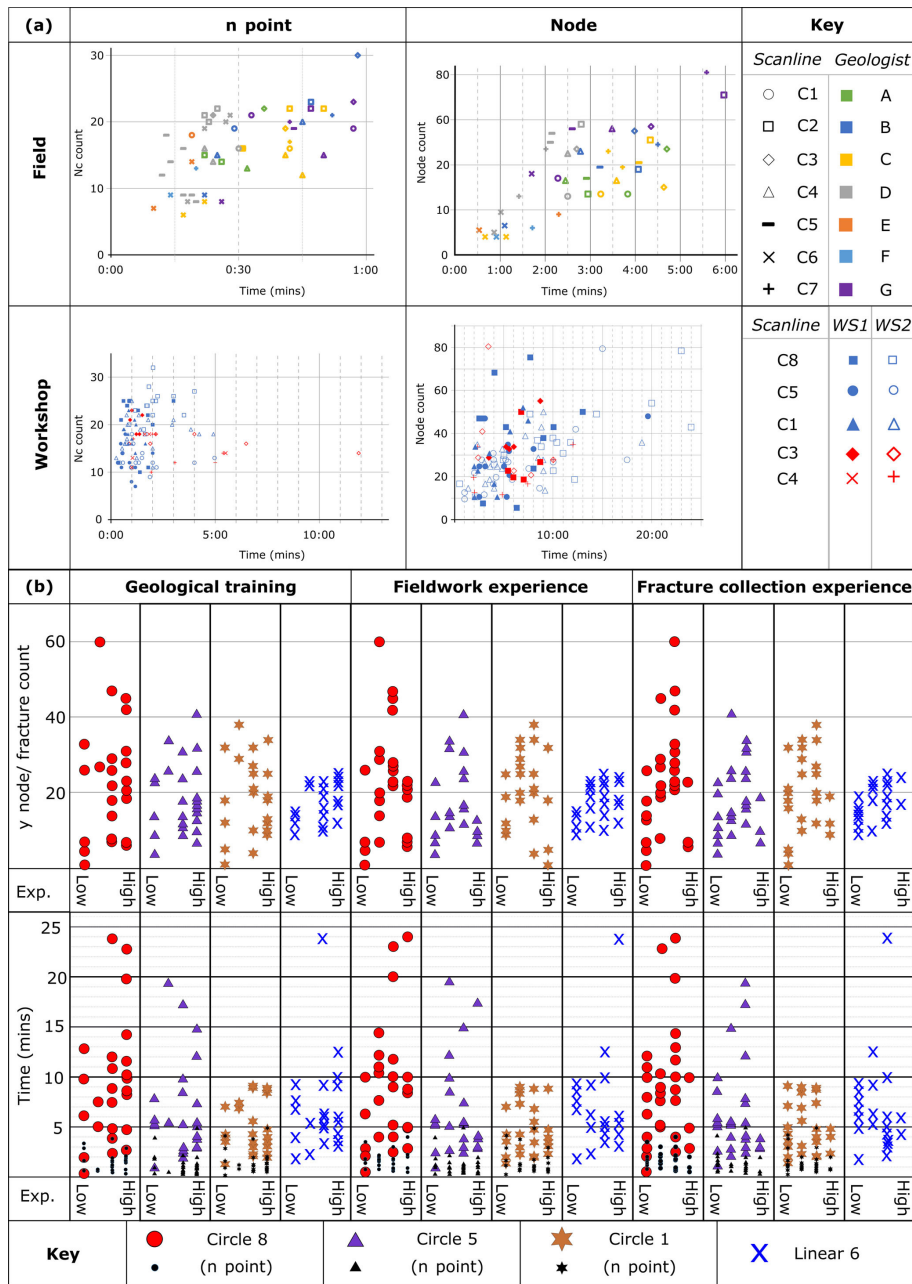 (a) n point Node Key
Field
Nc count
30
20
10
0
0:00 0:30 1:00
Time (mins)
Node count
80
60
10
0
0:00 1:00 2:00 3:00 4:00 5:00 6:00
Time (mins)
Scanline Geologist
C1 A
C2 B
C3 C
C4 D
C5 E
C6 F
C7 G
Workshop
Nc count
30
20
10
0
0:00 5:00 10:00
Time (mins)
Node count
80
60
40
20
0
0:00 10:00 20:00
Time (mins)
Scanline WS1 WS2
C8
C5
C1
C3
C4
(b) Geological training Fieldwork experience Fracture collection experience
y node/ fracture count
60
40
20
Exp. Low High Low High Low High Low High Low High Low High Low High Low High Low High Low High Low High Low High
Time (mins)
25
20
15
10
5
Exp. Low High Low High Low High Low High Low High Low High Low High Low High Low High Low High Low High Low High
Key Circle 8 Circle 5 Circle 1 Linear 6
(n point) (n point) (n point)